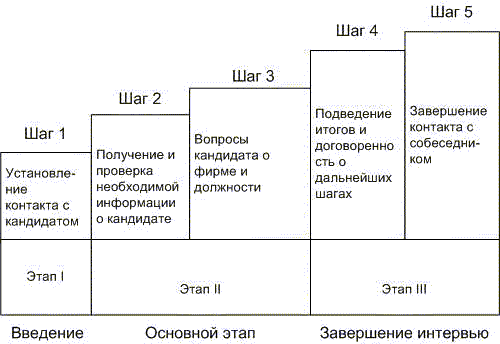 Шаг 1
Установле-
ние
контакта с
кандидатом
Шаг 2
Получение и
проверка
необходимой
информации
о кандидате
Шаг 3
Вопросы
кандидата о
фирме и
должности
Шаг 4
Подведение
итогов и
договоренно
сть о
дальнейших
шагах
Шаг 5
Завершение
контакта с
собеседни-
ком
Этап I
Этап II
Этап III
Введение
Основной этап
Завершение интервью